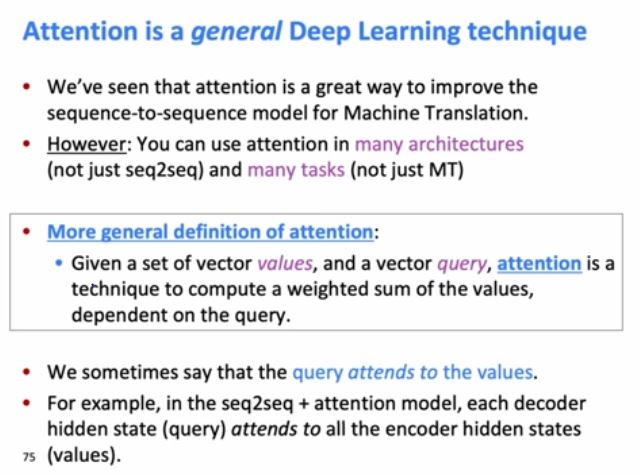 Attention is a general Deep Learning technique
• We’ve seen that attention is a great way to improve the
sequence-to-sequence model for Machine Translation.
• However: You can use attention in many architectures
(not just seq2seq) and many tasks (not just MT)
• More general definition of attention:
• Given a set of vector values, and a vector query, attention is a
technique to compute a weighted sum of the values,
dependent on the query.
• We sometimes say that the query attends to the values.
• For example, in the seq2seq + attention model, each decoder
hidden state (query) attends to all the encoder hidden states
75 (values).